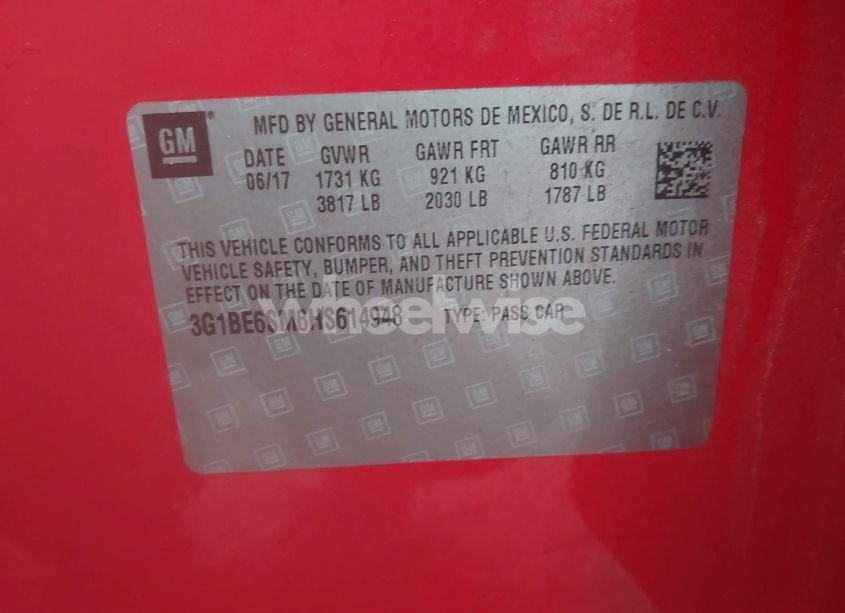 GM
MFD BY GENERAL MOTORS DE MEXICO, S. DE R.L. DE C.V.
DATE GVWR GAWR FRT GAWR RR
06/17 1731 KG 921 KG 810 KG
3817 LB 2030 LB 1787 LB
THIS VEHICLE CONFORMS TO ALL APPLICABLE U.S. FEDERAL MOTOR
VEHICLE SAFETY, BUMPER, AND THEFT PREVENTION STANDARDS IN
EFFECT ON THE DATE OF MANUFACTURE SHOWN ABOVE.
3G1BE6SM6HS614948 TYPE: PASS CAR
wheelwise